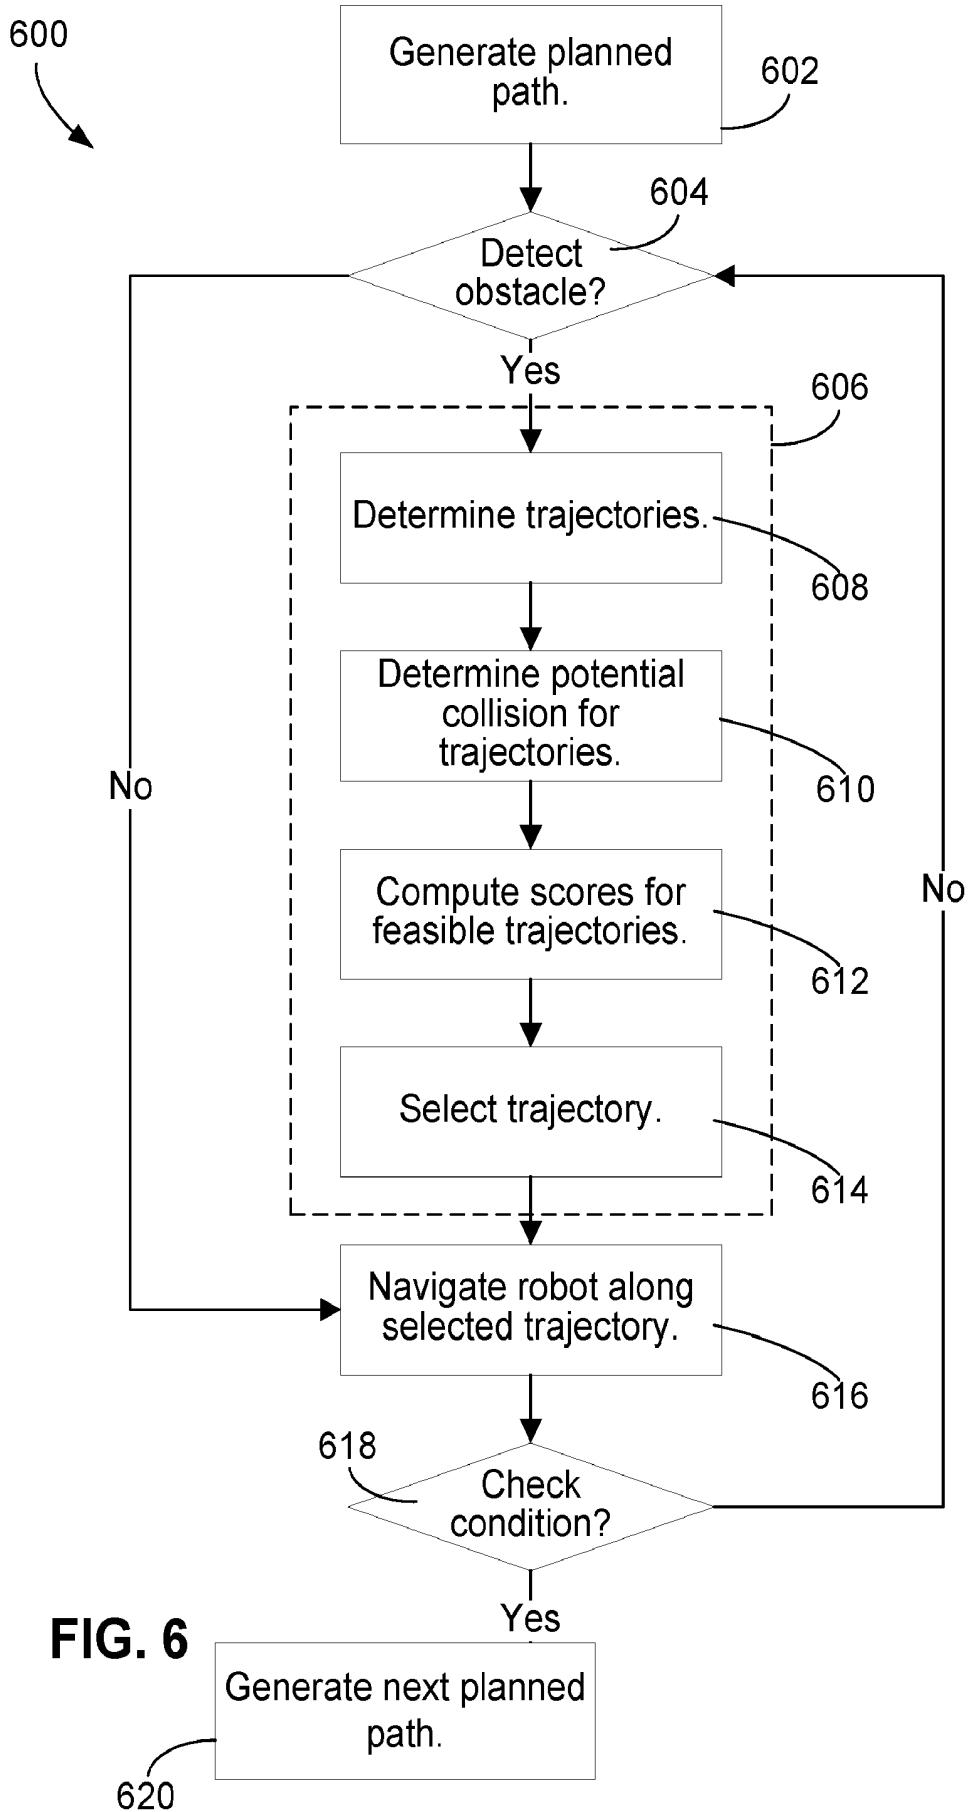 600
Generate planned
path.
602
604
Detect
obstacle?
Yes
606
Determine trajectories.
608
Determine potential
collision for
trajectories.
610
No
Compute scores for
feasible trajectories.
612
No
Select trajectory.
614
Navigate robot along
selected trajectory.
616
618
Check
condition?
Yes
FIG. 6
Generate next planned
path.
620